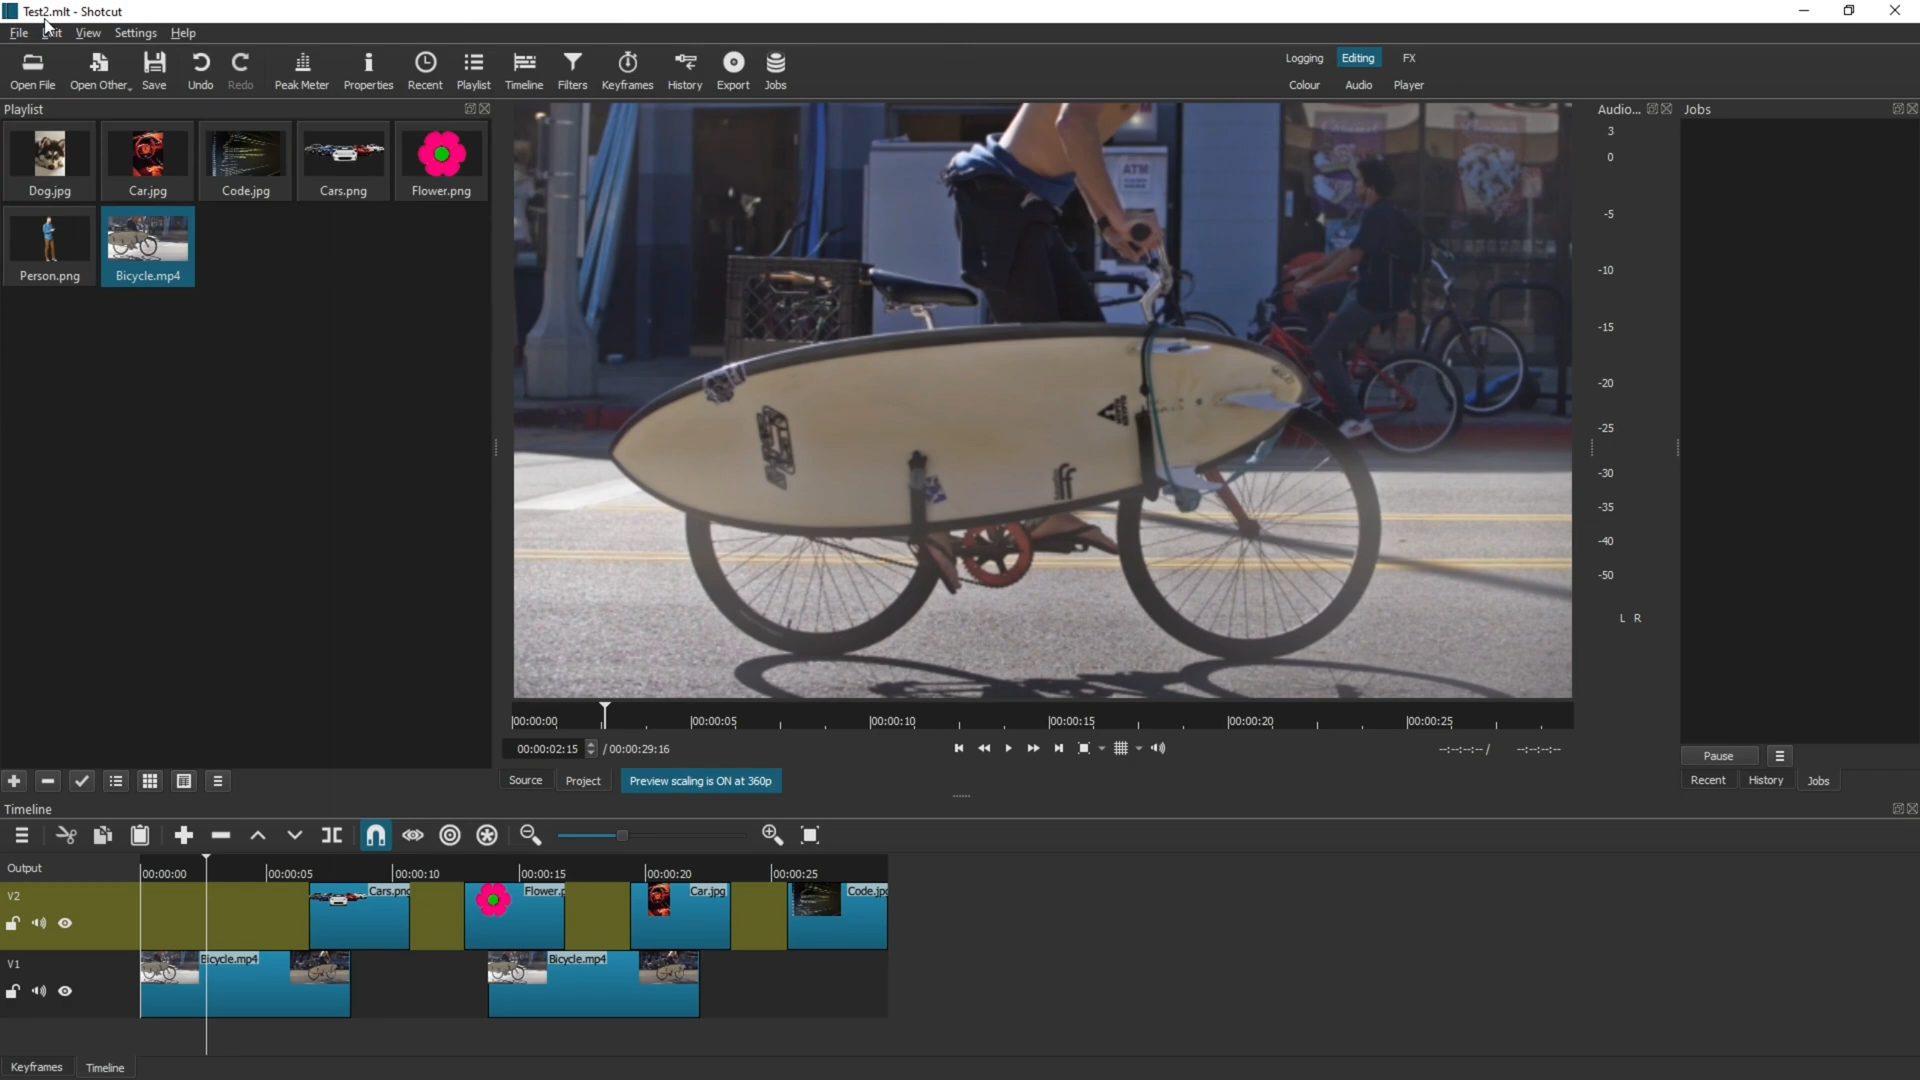 Test2.mlt - Shotcut
File Edit View Settings Help
Open File Open Other... Save Undo Redo Peak Meter Properties Recent Playlist Timeline Filters Keyframes History Export Jobs
Logging Editing FX
Colour Audio Player
Playlist
Dog.jpg Car.jpg Code.jpg Cars.png Flower.png
Person.png Bicycle.mp4
ATM
Audio... Jobs
3
0
-5
-10
-15
-20
-25
-30
-35
-40
-50
L R
00:00:00 00:00:05 00:00:10 00:00:15 00:00:20 00:00:25
00:00:02:15 / 00:00:29:16 --:--:--:-- / --:--:--:--
Source Project Preview scaling is ON at 360p
Pause
Recent History Jobs
Timeline
Output 00:00:00 00:00:05 00:00:10 00:00:15 00:00:20 00:00:25
V2 Cars.png Flower.p Car.jpg Code.jpg
V1 Bicycle.mp4 Bicycle.mp4
Keyframes Timeline